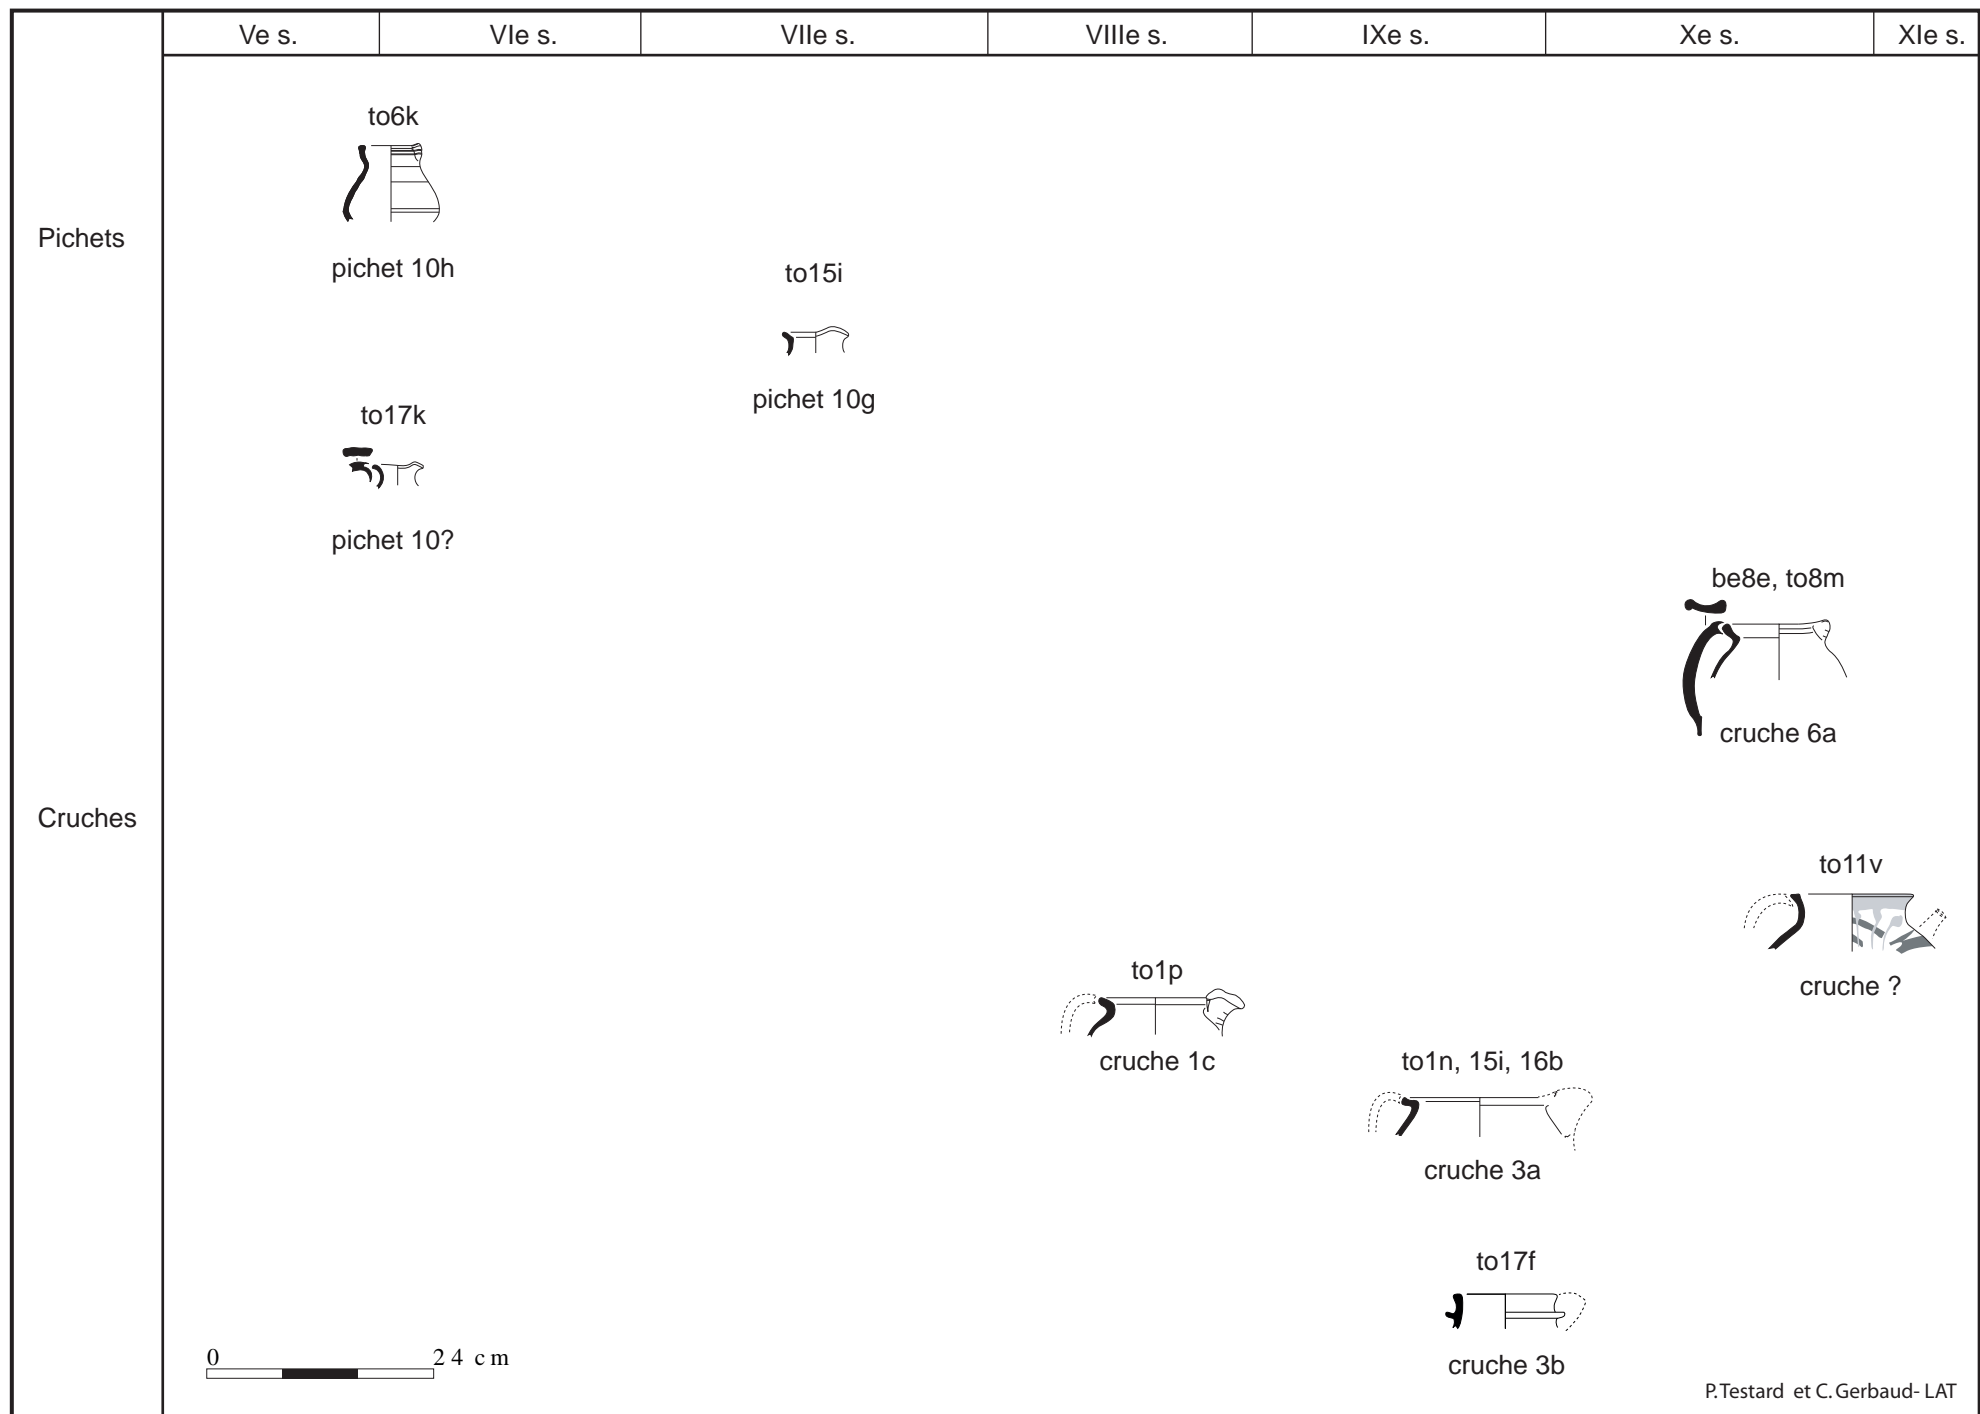 Ve s.
VIe s.
VIIe s.
VIIIe s.
IXe s.
Xe s.
XIe s.
Pichets
to6k
pichet 10h
to15i
pichet 10g
to17k
pichet 10?
be8e, to8m
cruche 6a
Cruches
to11v
cruche ?
to1p
cruche 1c
to1n, 15i, 16b
cruche 3a
to17f
cruche 3b
0 24 cm
P. Testard et C. Gerbaud- LAT